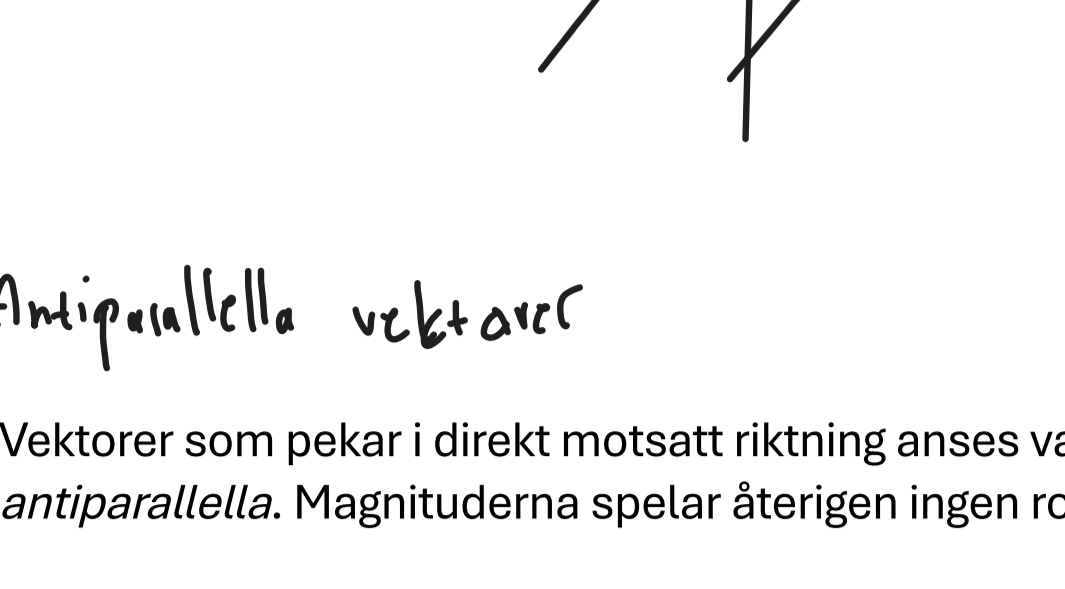 Antiparallella vektorer
Vektorer som pekar i direkt motsatt riktning anses va
antiparallella. Magnituderna spelar återigen ingen ro